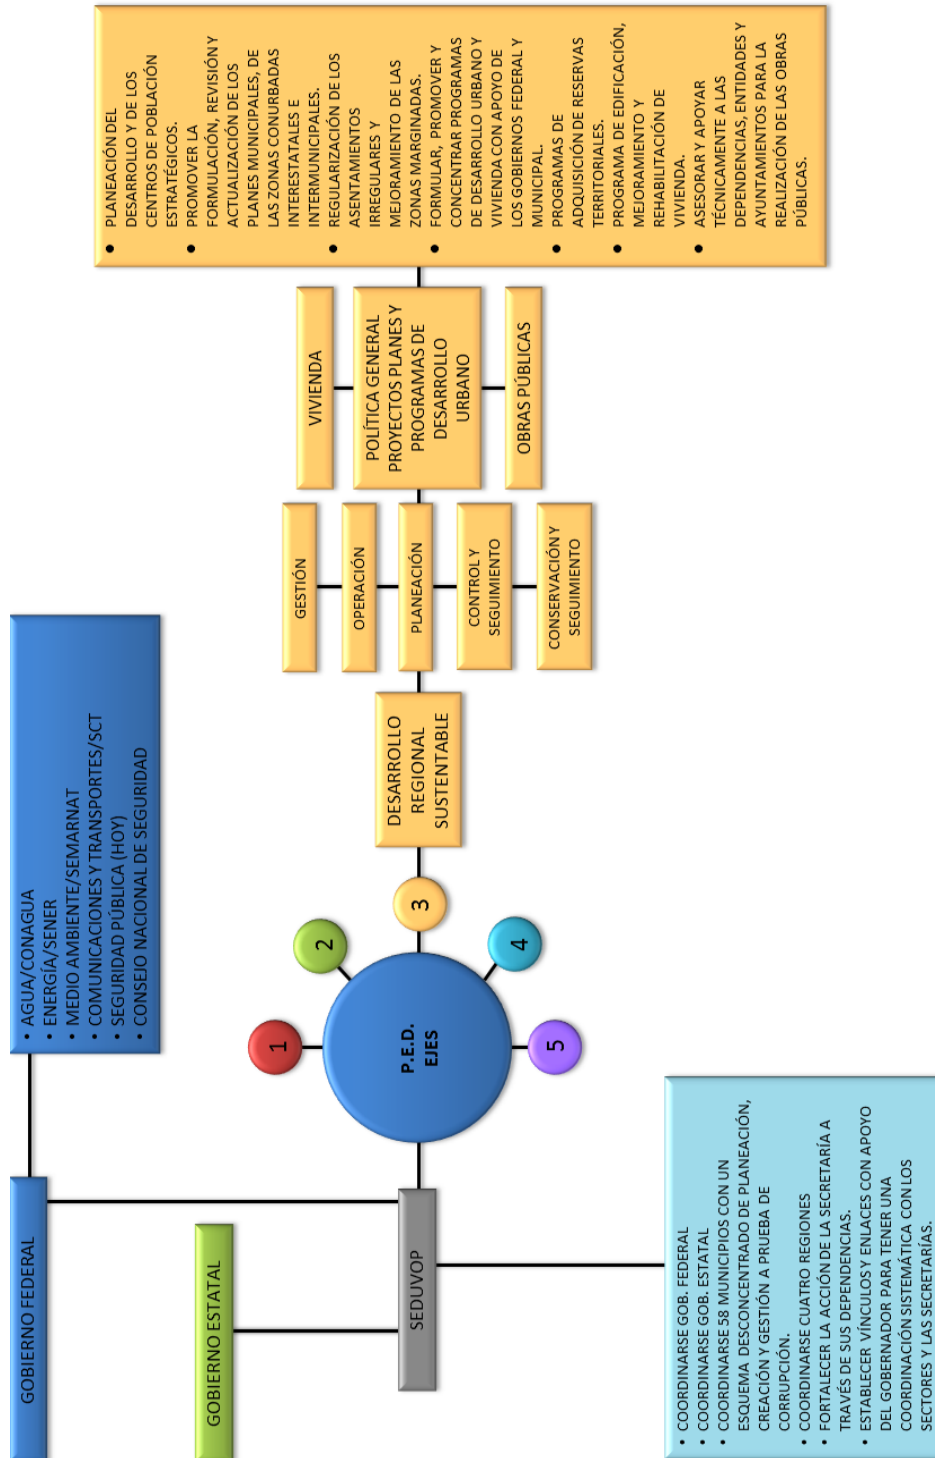 GOBIERNO FEDERAL
• AGUA/CONAGUA
• ENERGÍA/SENER
• MEDIO AMBIENTE/SEMARNAT
• COMUNICACIONES Y TRANSPORTES/SCT
• SEGURIDAD PÚBLICA (HOY)
• CONSEJO NACIONAL DE SEGURIDAD
GOBIERNO ESTATAL
SEDUVOP
P.E.D.
EJES
1
2
3
4
5
DESARROLLO
REGIONAL
SUSTENTABLE
GESTIÓN
OPERACIÓN
PLANEACIÓN
CONTROL Y
SEGUIMIENTO
CONSERVACIÓN Y
SEGUIMIENTO
VIVIENDA
POLÍTICA GENERAL
PROYECTOS PLANES Y
PROGRAMAS DE
DESARROLLO
URBANO
OBRAS PÚBLICAS
• PLANEACIÓN DEL
DESARROLLO Y DE LOS
CENTROS DE POBLACIÓN
ESTRATÉGICOS.
• PROMOVER LA
FORMULACIÓN, REVISIÓN Y
ACTUALIZACIÓN DE LOS
PLANES MUNICIPALES, DE
LAS ZONAS CONURBADAS
INTERESTATALES E
INTERMUNICIPALES.
• REGULARIZACIÓN DE LOS
ASENTAMIENTOS
IRREGULARES Y
MEJORAMIENTO DE LAS
ZONAS MARGINADAS.
• FORMULAR, PROMOVER Y
CONCENTRAR PROGRAMAS
DE DESARROLLO URBANO Y
VIVIENDA CON APOYO DE
LOS GOBIERNOS FEDERAL Y
MUNICIPAL.
• PROGRAMAS DE
ADQUISICIÓN DE RESERVAS
TERRITORIALES.
• PROGRAMA DE EDIFICACIÓN,
MEJORAMIENTO Y
REHABILITACIÓN DE
VIVIENDA.
• ASESORAR Y APOYAR
TÉCNICAMENTE A LAS
DEPENDENCIAS, ENTIDADES Y
AYUNTAMIENTOS PARA LA
REALIZACIÓN DE LAS OBRAS
PÚBLICAS.
• COORDINARSE GOB. FEDERAL
• COORDINARSE GOB. ESTATAL
• COORDINARSE 58 MUNICIPIOS CON UN
ESQUEMA DESCONCENTRADO DE PLANEACIÓN,
CREACIÓN Y GESTIÓN A PRUEBA DE
CORRUPCIÓN.
• COORDINARSE CUATRO REGIONES
• FORTALECER LA ACCIÓN DE LA SECRETARÍA A
TRAVÉS DE SUS DEPENDENCIAS.
• ESTABLECER VÍNCULOS Y ENLACES CON APOYO
DEL GOBERNADOR PARA TENER UNA
COORDINACIÓN SISTEMÁTICA CON LOS
SECTORES Y LAS SECRETARÍAS.